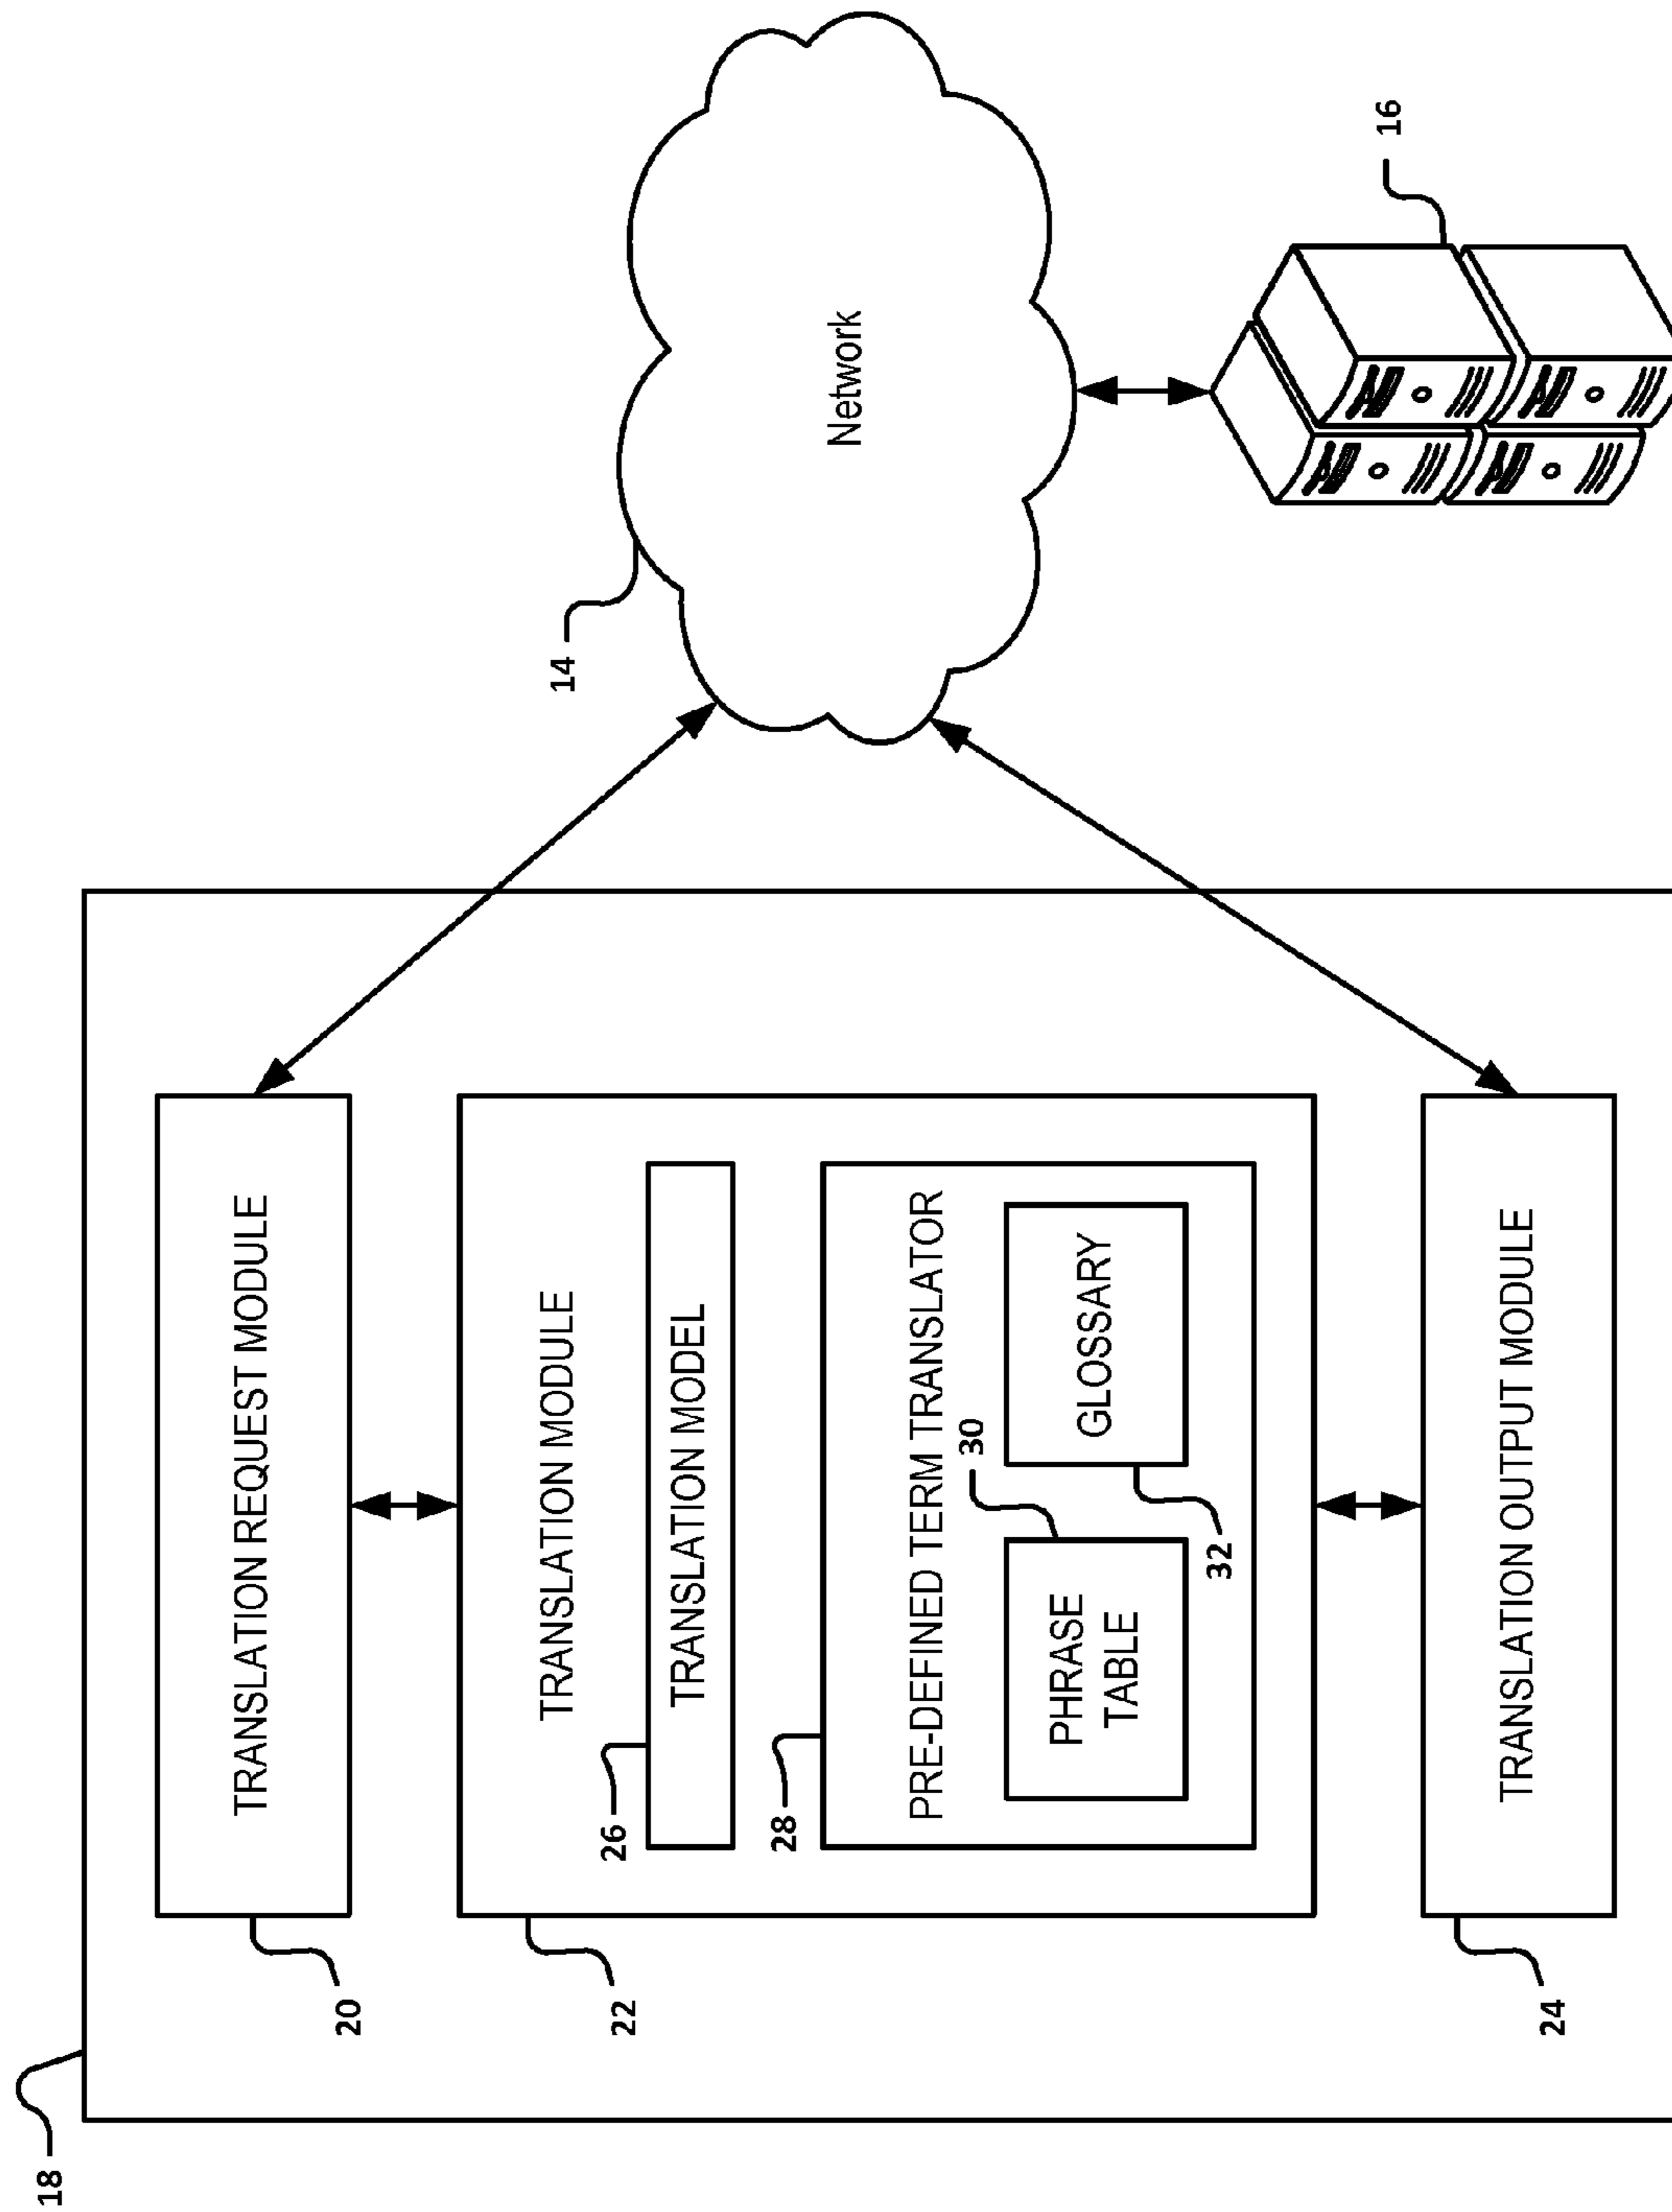 18
20
TRANSLATION REQUEST MODULE
22
TRANSLATION MODULE
26
TRANSLATION MODEL
28
PRE-DEFINED TERM TRANSLATOR
30
PHRASE
TABLE
GLOSSARY
32
24
TRANSLATION OUTPUT MODULE
14
Network
16